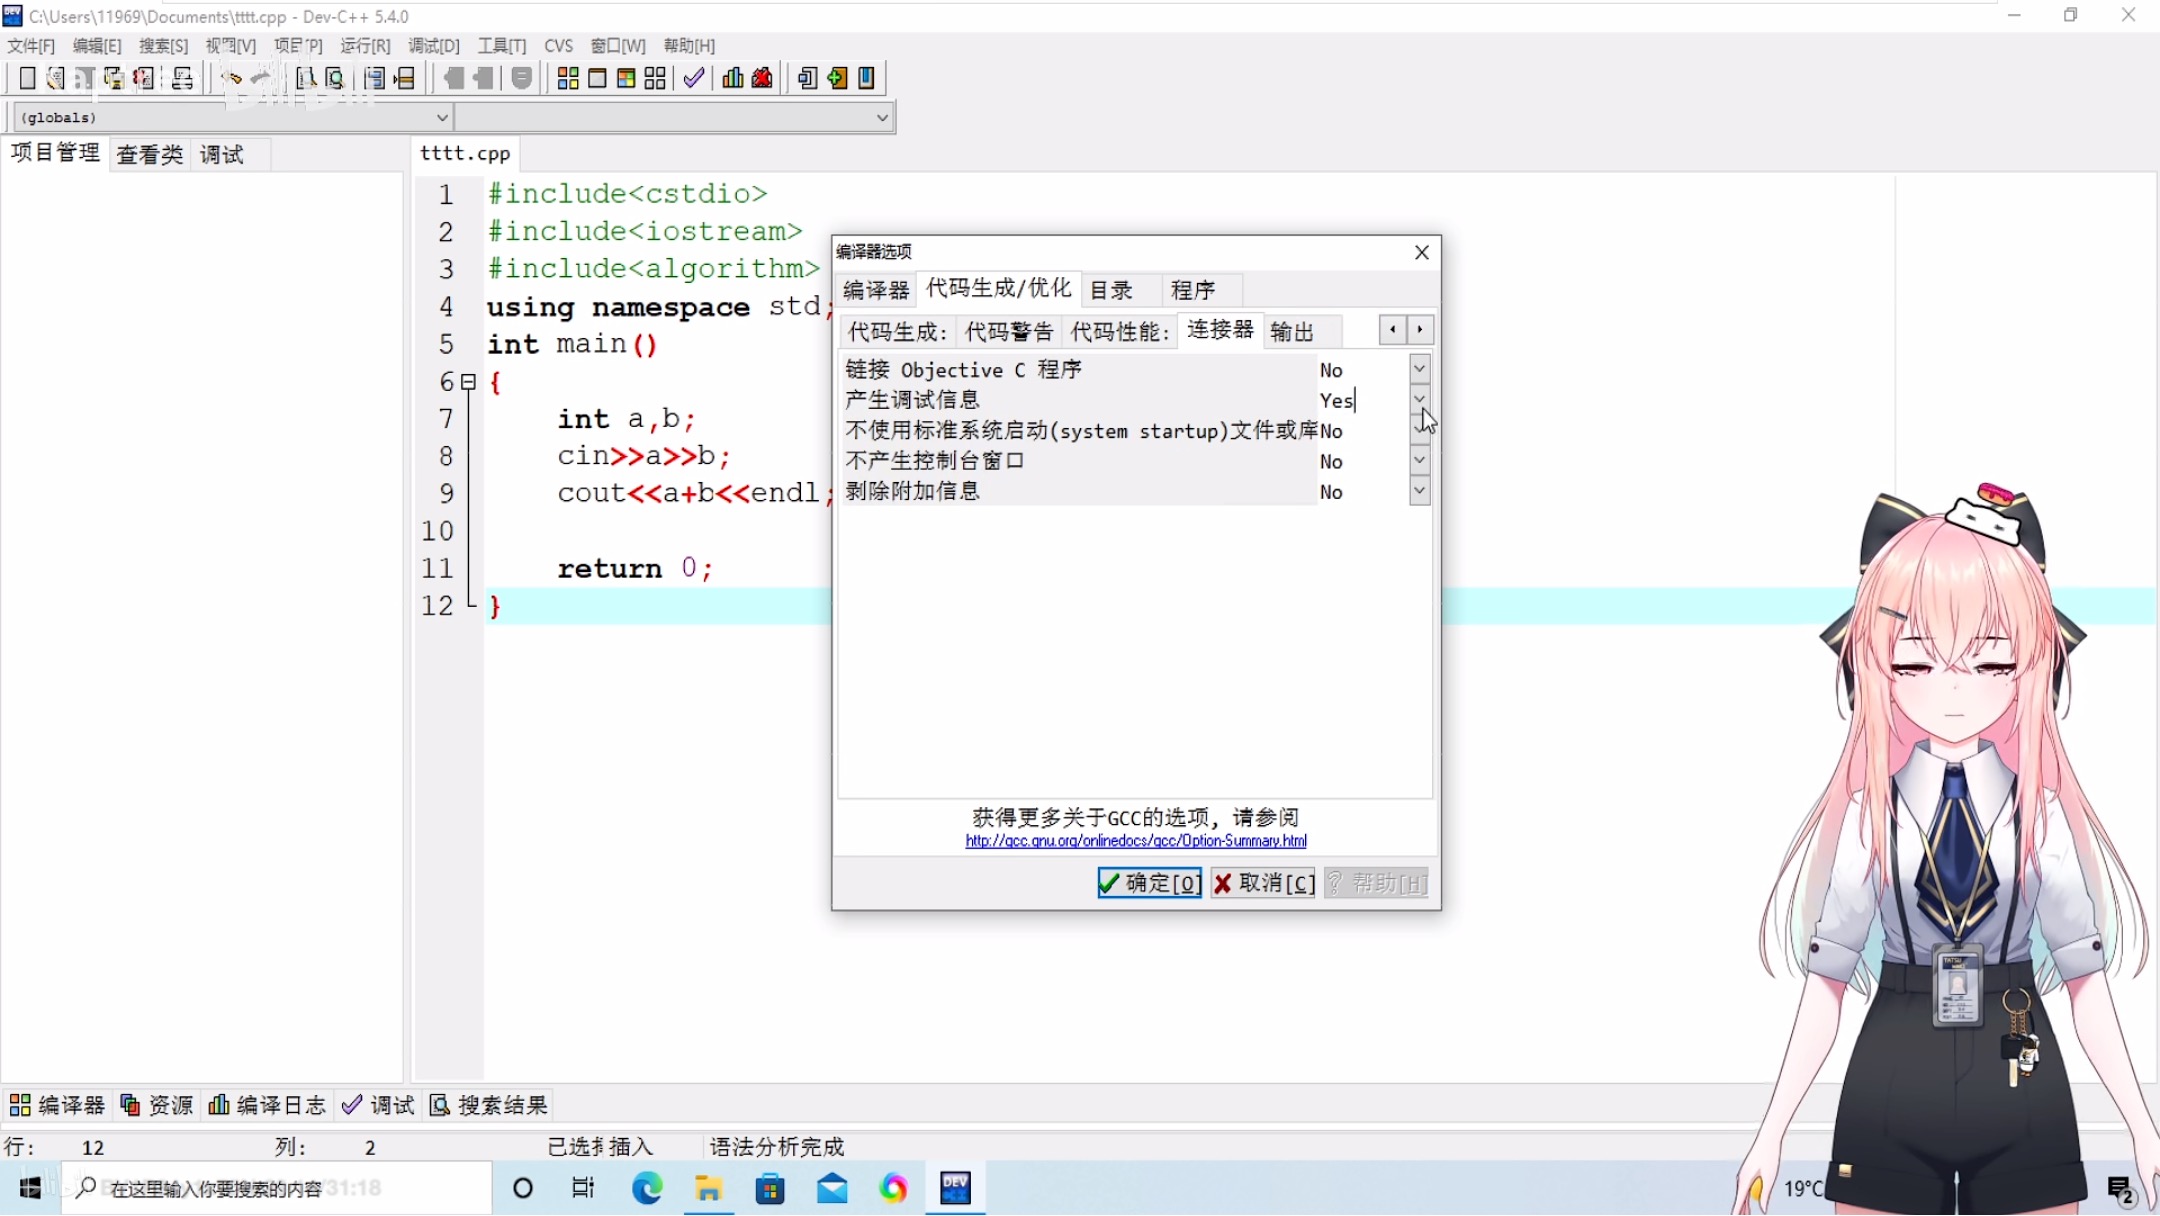 C:\Users\11969\Documents\tttt.cpp - Dev-C++ 5.4.0
文件[F] 编辑[E] 搜索[S] 视图[V] 项目[P] 运行[R] 调试[D] 工具[T] CVS 窗口[W] 帮助[H]
(globals)
项目管理 查看类 调试 tttt.cpp
1 #include<cstdio>
2 #include<iostream>
3 #include<algorithm>
4 using namespace std;
5 int main()
6 {
7 int a,b;
8 cin>>a>>b;
9 cout<<a+b<<endl;
10
11 return 0;
12 }
编译器选项
编译器 代码生成/优化 目录 程序
代码生成: 代码警告 代码性能: 连接器 输出
链接 Objective C 程序 No
产生调试信息 Yes
不使用标准系统启动(system startup)文件或库 No
不产生控制台窗口 No
剥除附加信息 No
获得更多关于GCC的选项, 请参阅
http://gcc.gnu.org/onlinedocs/gcc/Option-Summary.html
确定[O] 取消[C] 帮助[H]
编译器 资源 编译日志 调试 搜索结果
行: 12 列: 2 已选择 插入 语法分析完成
在这里输入你要搜索的内容 31:18
DEV
19°C
2